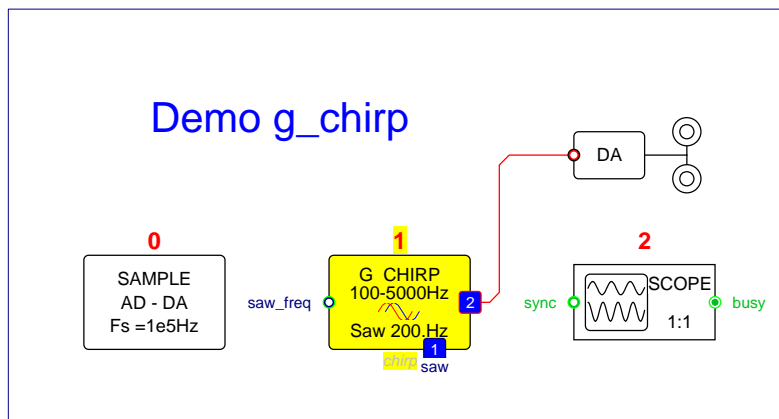 Demo g_chirp
DA
0
1
2
SAMPLE
AD - DA
Fs =1e5Hz
saw_freq
G CHIRP
100-5000Hz
2
Saw 200.Hz
1
chirp
saw
sync
SCOPE
1:1
busy